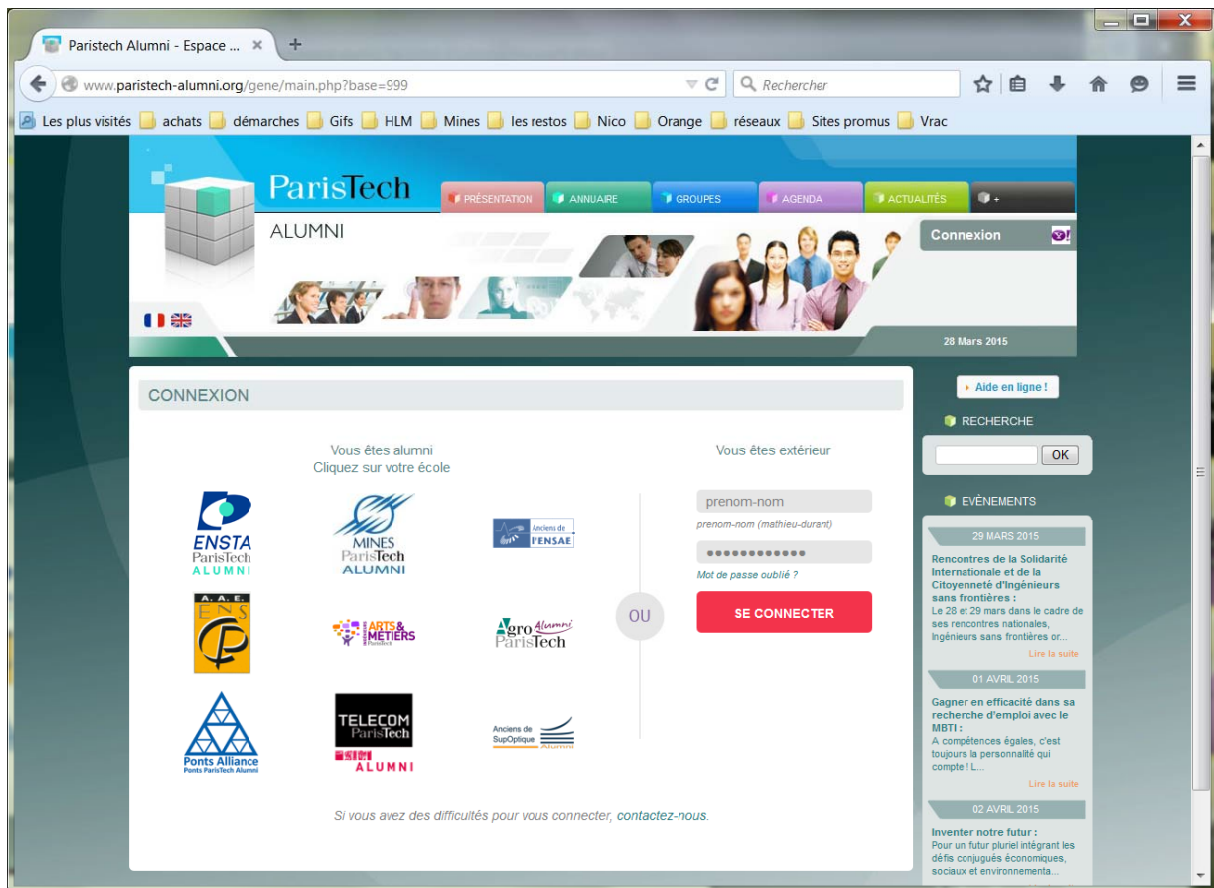 Paristech Alumni - Espace ...
www.paristech-alumni.org/gene/main.php?base=999
Rechercher
Les plus visités achats démarches Gifs HLM Mines les restos Nico Orange réseaux Sites promus Vrac
ParisTech
ALUMNI
PRÉSENTATION ANNUAIRE GROUPES AGENDA ACTUALITÉS +
Connexion
28 Mars 2015
CONNEXION
Vous êtes alumni
Cliquez sur votre école
ENSTA
ParisTech
ALUMNI
MINES
ParisTech
ALUMNI
Anciens de
l'ENSAE
A. A. E.
ENS
CP
ARTS&
MÉTIERS
ParisTech
Agro Alumni
ParisTech
Ponts Alliance
Ponts ParisTech Alumni
TELECOM
ParisTech
ALUMNI
Anciens de
SupOptique
Alumni
OU
Vous êtes extérieur
prenom-nom
prenom-nom (mathieu-durant)
Mot de passe oublié ?
SE CONNECTER
Si vous avez des difficultés pour vous connecter, contactez-nous.
Aide en ligne !
RECHERCHE
OK
EVÈNEMENTS
29 MARS 2015
Rencontres de la Solidarité
Internationale et de la
Citoyenneté d'Ingénieurs
sans frontières :
Le 28 et 29 mars dans le cadre de
ses rencontres nationales,
Ingénieurs sans frontières or...
Lire la suite
01 AVRIL 2015
Gagner en efficacité dans sa
recherche d'emploi avec le
MBTI :
A compétences égales, c'est
toujours la personnalité qui
compte! L...
Lire la suite
02 AVRIL 2015
Inventer notre futur :
Pour un futur pluriel intégrant les
défis conjugués économiques,
sociaux et environnementa...